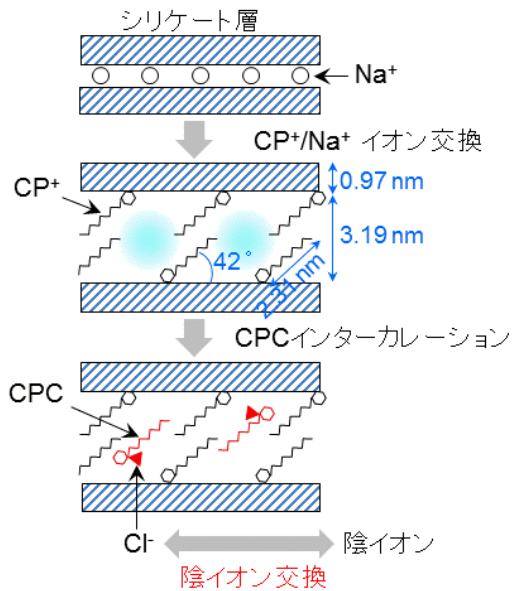 シリケート層
Na⁺
CP⁺/Na⁺ イオン交換
CP⁺
0.97 nm
3.19 nm
42°
2.31 nm
CPCインターカレーション
CPC
Cl⁻
陰イオン
陰イオン交換